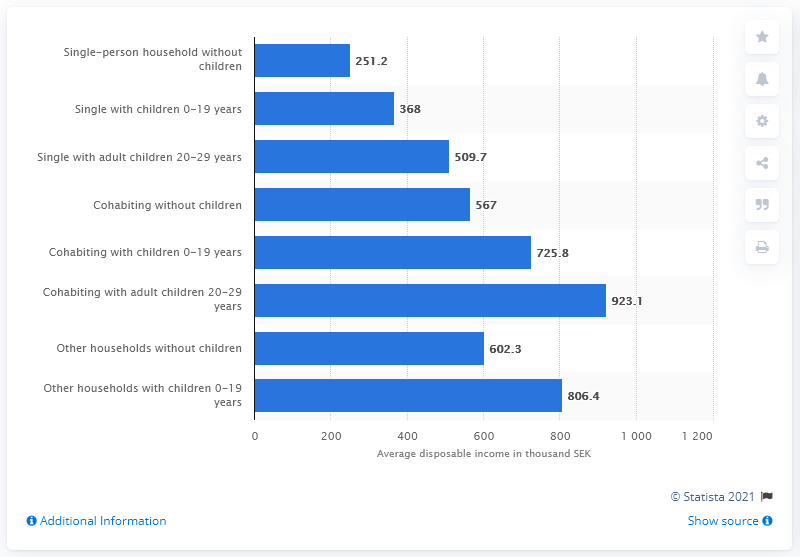 Single-person household without
children
251.2
Single with children 0-19 years
368
Single with adult children 20-29 years
509.7
Cohabiting without children
567
Cohabiting with children 0-19 years
725.8
Cohabiting with adult children 20-29
years
923.1
Other households without children
602.3
Other households with children 0-19
years
806.4
0 200 400 600 800 1 000 1 200
Average disposable income in thousand SEK
© Statista 2021
Additional Information
Show source